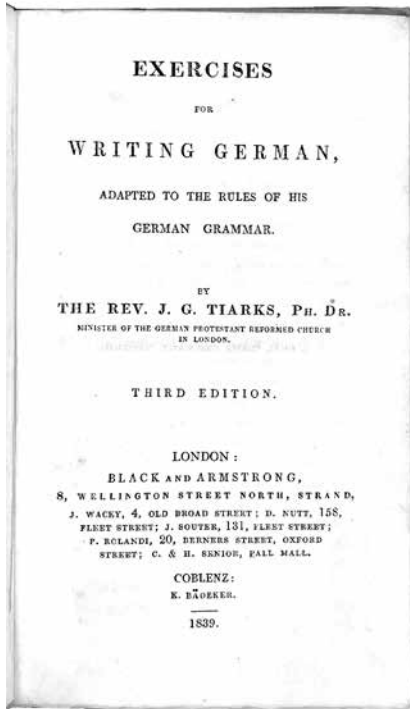 EXERCISES
FOR
WRITING GERMAN,
ADAPTED TO THE RULES OF HIS
GERMAN GRAMMAR.
BY
THE REV. J. G. TIARKS, PH. DR.
MINISTER OF THE GERMAN PROTESTANT REFORMED CHURCH
IN LONDON.
THIRD EDITION.
LONDON:
BLACK AND ARMSTRONG,
8, WELLINGTON STREET NORTH, STRAND,
J. WACEY, 4, OLD BROAD STREET; D. NUTT, 158,
FLEET STREET; J. SOUTER, 131, FLEET STREET;
P. ROLANDI, 20, BERNERS STREET, OXFORD
STREET; C. & H. SENIOR, PALL MALL.
COBLENZ:
K. BÄDEKER.
1839.